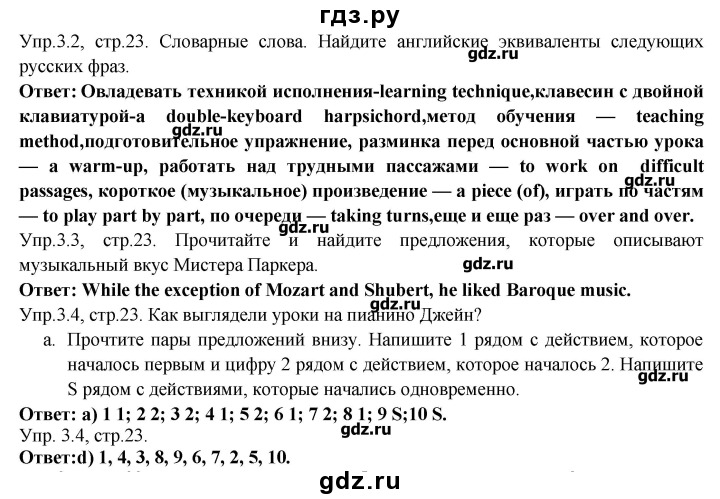 гдз.ру
Упр.3.2, стр.23. Словарные слова. Найдите английские эквиваленты следующих
gdz.ru
русских фраз.
Ответ: Овладевать техникой исполнения-learning technique,клавесин с двойной
клавиатурой-a double-keyboard harpsichord,метод обучения — teaching
gdz.ru
method,подготовительное упражнение, разминка перед основной частью урока
— a warm-up, работать над трудными пассажами — to work on difficult
gdz.ru
passages, короткое (музыкальное) произведение — a piece (of), играть по частям
— to play part by part, по очереди — taking turns,еще и еще раз — over and over.
gdz.ru
Упр.3.3, стр.23. Прочитайте и найдите предложения, которые описывают
музыкальный вкус Мистера Паркера.
gdz.ru
Ответ: While the exception of Mozart and Shubert, he liked Baroque music.
Упр.3.4, стр.23. Как выглядели уроки на пианино Джейн?
gdz.ru
a. Прочтите пары предложений внизу. Напишите 1 рядом с действием, которое
началось первым и цифру 2 рядом с действием, которое началось 2. Напишите
gdz.ru
S рядом с действиями, которые начались одновременно.
Ответ: a) 1 1; 2 2; 3 2; 4 1; 5 2; 6 1; 7 2; 8 1; 9 S;10 S.
gdz.ru
Упр. 3.4, стр.23.
Ответ:d) 1, 4, 3, 8, 9, 6, 7, 2, 5, 10.
gdz.ru